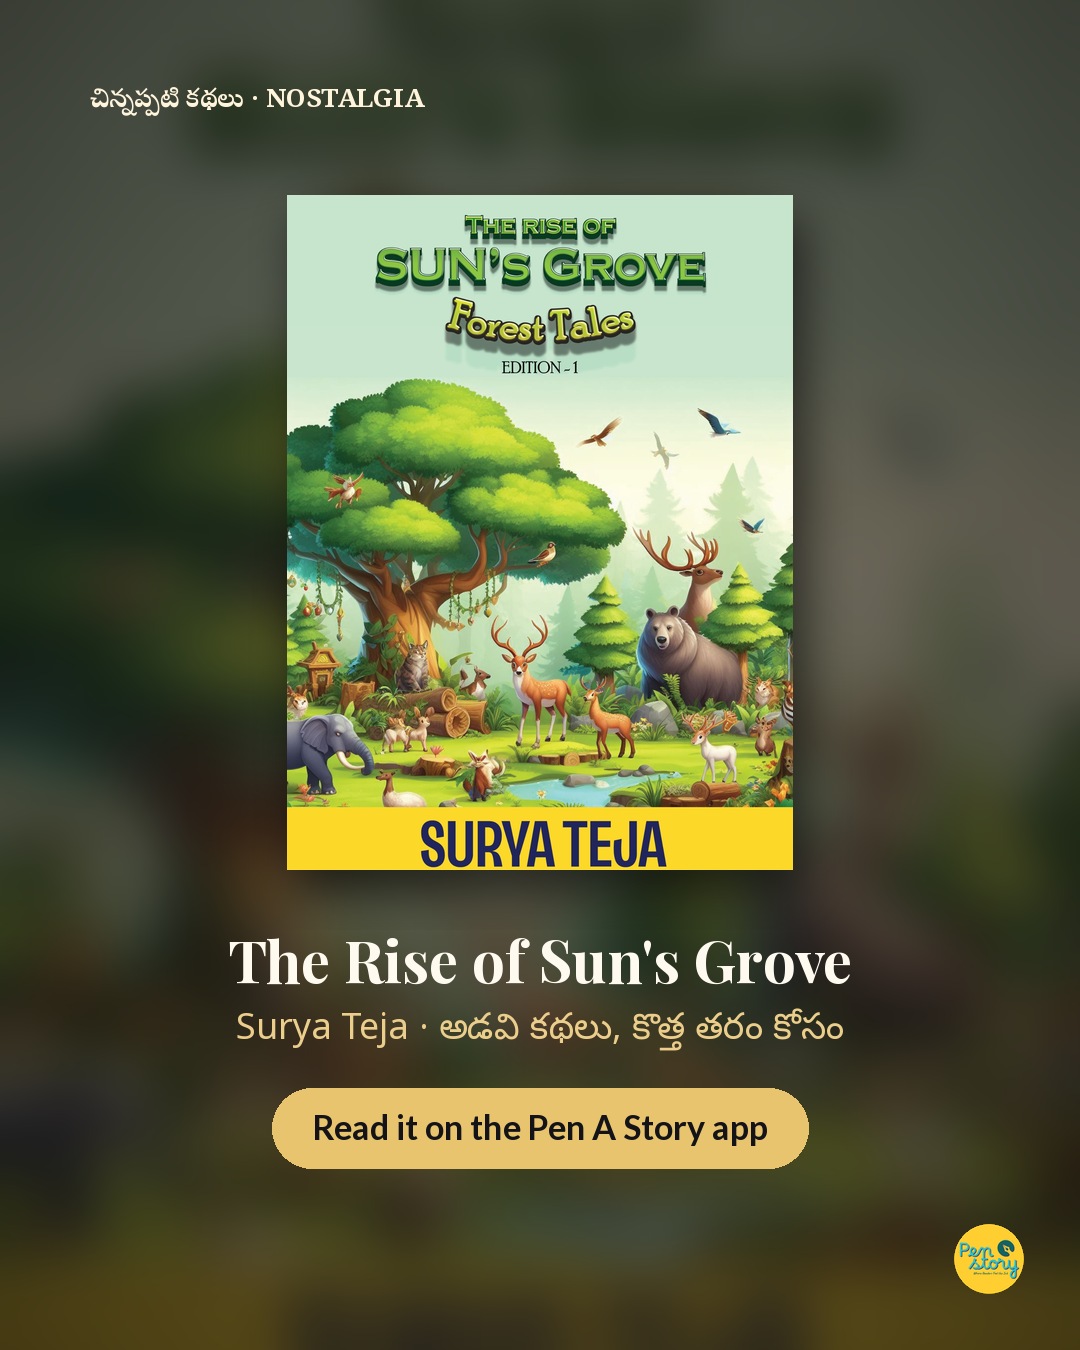 చిన్నప్పటి కథలు · NOSTALGIA
THE RISE OF
SUN'S GROVE
Forest Tales
EDITION - 1
SURYA TEJA
The Rise of Sun's Grove
Surya Teja · అడవి కథలు, కొత్త తరం కోసం
Read it on the Pen A Story app
Pen
story